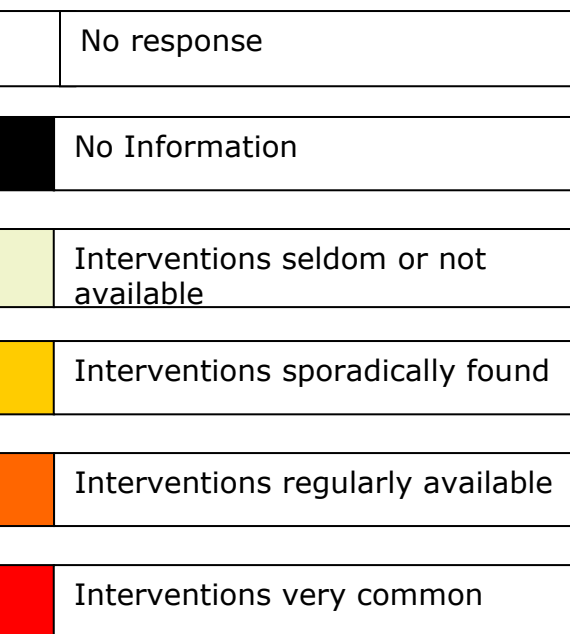 No response
No Information
Interventions seldom or not
available
Interventions sporadically found
Interventions regularly available
Interventions very common